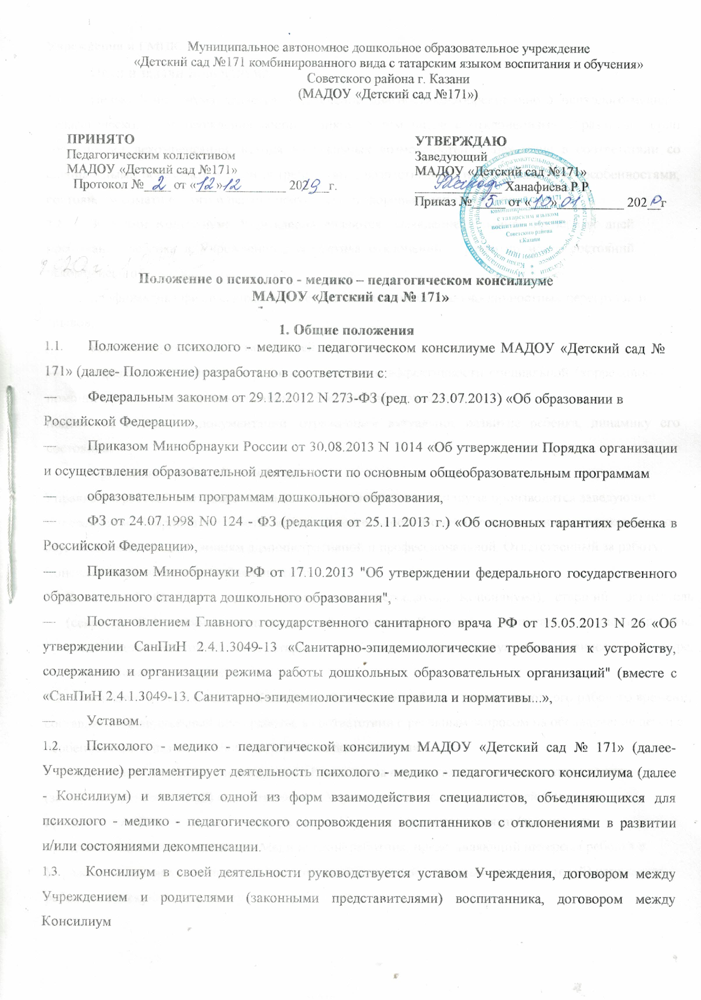 Муниципальное автономное дошкольное образовательное учреждение
«Детский сад №171 комбинированного вида с татарским языком воспитания и обучения»
Советского района г. Казани
(МАДОУ «Детский сад №171»)
ПРИНЯТО
Педагогическим коллективом
МАДОУ «Детский сад №171»
Протокол № 2 от «12» 12 2019 г.
УТВЕРЖДАЮ
Заведующий
МАДОУ «Детский сад №171»
Ханафиева Р.Р.
Приказ № 5 от «10» 01 2020 г
«ДЕТСКИЙ САД №171
комбинированного вида
с татарским языком
воспитания и обучения»
Советского района
г.Казани
ИНН 1660033935
Положение о психолого - медико – педагогическом консилиуме
МАДОУ «Детский сад № 171»
1. Общие положения
1.1. Положение о психолого - медико - педагогическом консилиуме МАДОУ «Детский сад №
171» (далее- Положение) разработано в соответствии с:
— Федеральным законом от 29.12.2012 N 273-ФЗ (ред. от 23.07.2013) «Об образовании в
Российской Федерации»,
— Приказом Минобрнауки России от 30.08.2013 N 1014 «Об утверждении Порядка организации
и осуществления образовательной деятельности по основным общеобразовательным программам
— образовательным программам дошкольного образования,
— ФЗ от 24.07.1998 N0 124 - ФЗ (редакция от 25.11.2013 г.) «Об основных гарантиях ребенка в
Российской Федерации»,
— Приказом Минобрнауки РФ от 17.10.2013 "Об утверждении федерального государственного
образовательного стандарта дошкольного образования",
— Постановлением Главного государственного санитарного врача РФ от 15.05.2013 N 26 «Об
утверждении СанПиН 2.4.1.3049-13 «Санитарно-эпидемиологические требования к устройству,
содержанию и организации режима работы дошкольных образовательных организаций" (вместе с
«СанПиН 2.4.1.3049-13. Санитарно-эпидемиологические правила и нормативы...»,
— Уставом.
1.2. Психолого - медико - педагогической консилиум МАДОУ «Детский сад № 171» (далее-
Учреждение) регламентирует деятельность психолого - медико - педагогического консилиума (далее
- Консилиум) и является одной из форм взаимодействия специалистов, объединяющихся для
психолого - медико - педагогического сопровождения воспитанников с отклонениями в развитии
и/или состояниями декомпенсации.
1.3. Консилиум в своей деятельности руководствуется уставом Учреждения, договором между
Учреждением и родителями (законными представителями) воспитанника, договором между
Консилиум